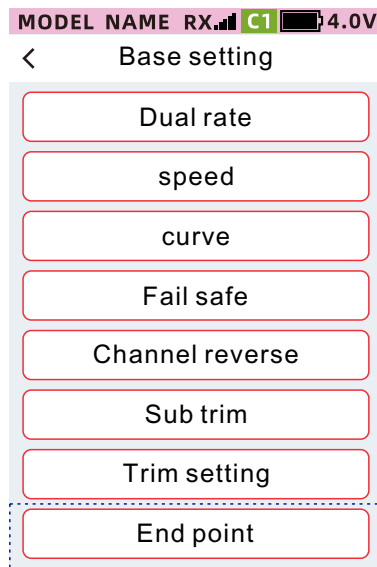 MODEL NAME RX C1 4.0V
< Base setting
Dual rate
speed
curve
Fail safe
Channel reverse
Sub trim
Trim setting
End point